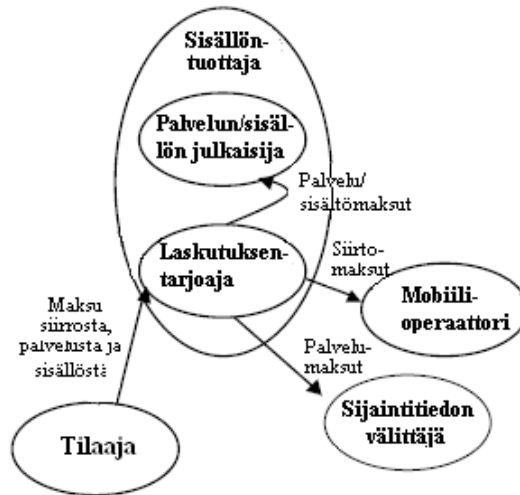 Sisällön-
tuottaja
Palvelun/sisäl-
lön julkaisija
Palvelu/
sisältömaksut
Laskutuksen-
tarjoaja
Siirto-
maksut
Mobiili-
operaattori
Maksu
siirrosta,
palvelusta ja
sisällöstä
Palvelu-
maksut
Tilaaja
Sijaintitiedon
välittäjä